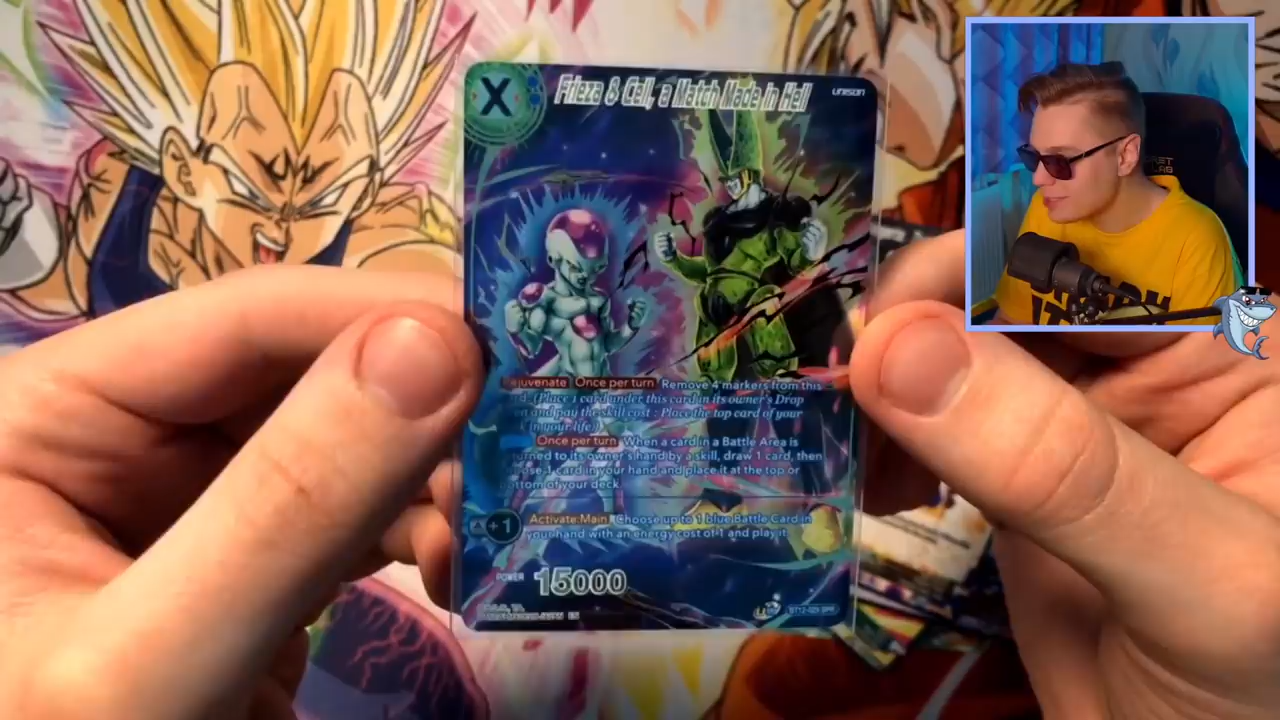 X
Frieza & Cell, a Match Made in Hell
UNISON
Rejuvenate Once per turn Remove 4 markers from this
(Place 1 card under this card in its owner's Drop
and pay the skill cost : Place the top card of your
in your life)
Once per turn When a card in a Battle Area is
to its owner's hand by a skill, draw 1 card, then
1 card in your hand and place it at the top or
bottom of your deck.
+1 Activate:Main Choose up to 1 blue Battle Card in
your hand with an energy cost of 1 and play it.
POWER 15000
SPR